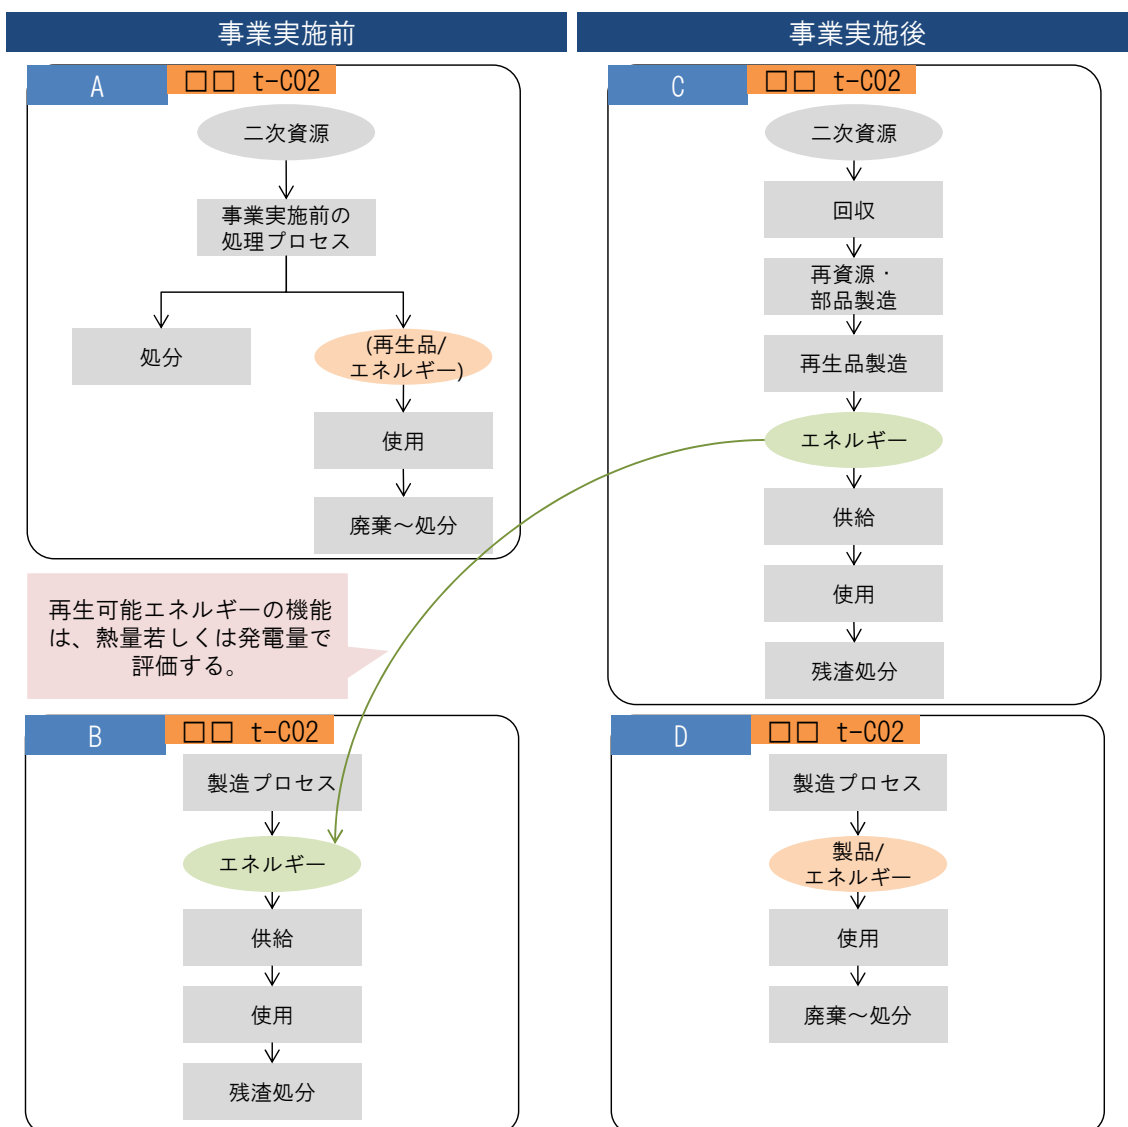 事業実施前
A
□□ t-CO2
二次資源
事業実施前の
処理プロセス
処分
(再生品/
エネルギー)
使用
廃棄～処分
再生可能エネルギーの機能
は、熱量若しくは発電量で
評価する。
B
□□ t-CO2
製造プロセス
エネルギー
供給
使用
残渣処分
事業実施後
C
□□ t-CO2
二次資源
回収
再資源・
部品製造
再生品製造
エネルギー
供給
使用
残渣処分
D
□□ t-CO2
製造プロセス
製品/
エネルギー
使用
廃棄～処分